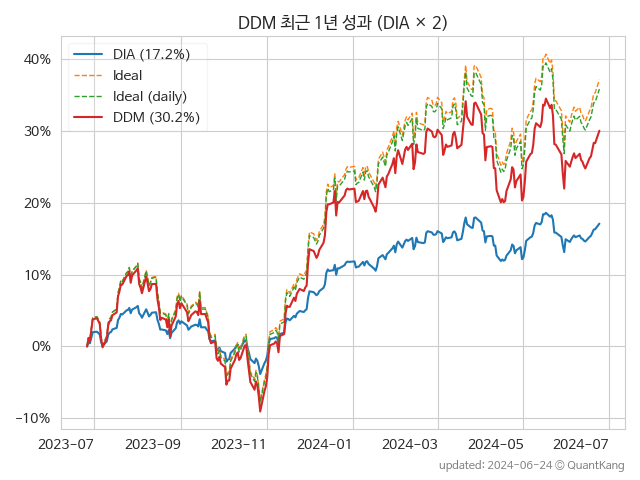 DDM 최근 1년 성과 (DIA × 2)
DIA (17.2%)
Ideal
Ideal (daily)
DDM (30.2%)
40%
30%
20%
10%
0%
−10%
2023-07 2023-09 2023-11 2024-01 2024-03 2024-05 2024-07
updated: 2024-06-24 © QuantKang